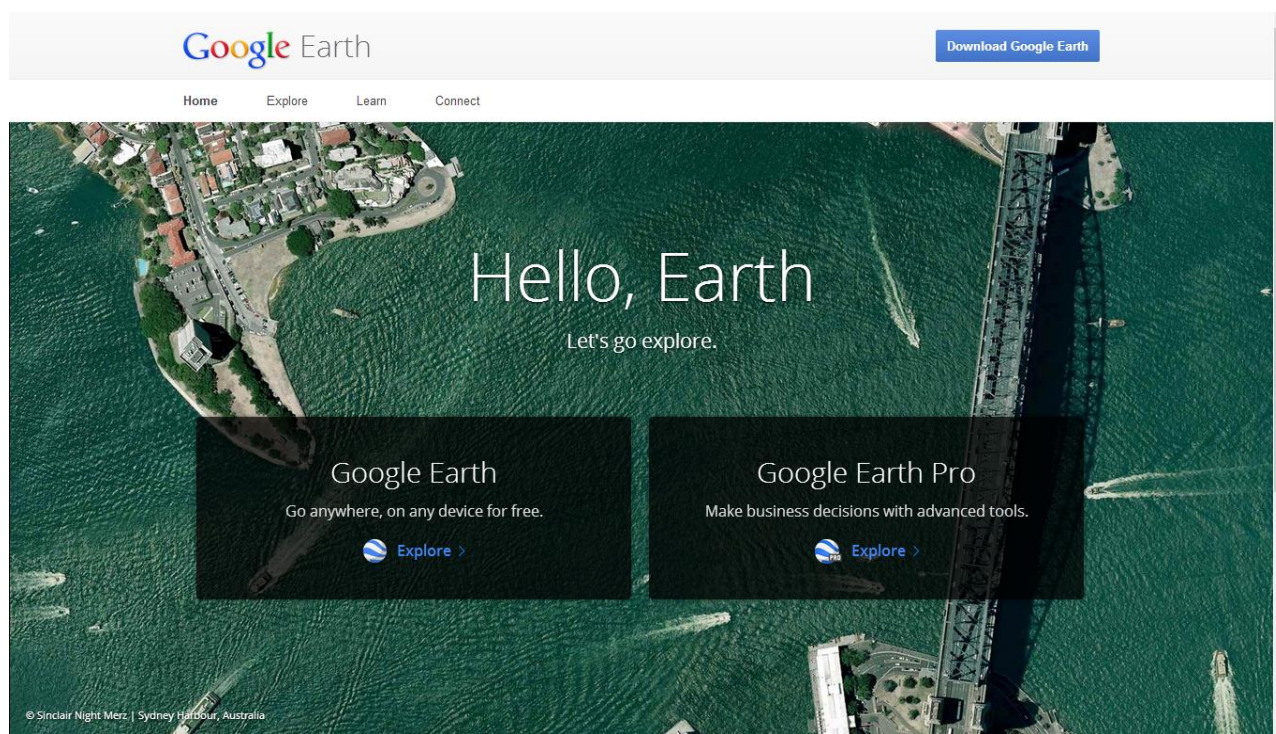 Google Earth
Download Google Earth
Home Explore Learn Connect
Hello, Earth
Let's go explore.
Google Earth
Go anywhere, on any device for free.
Explore >
Google Earth Pro
Make business decisions with advanced tools.
PRO
Explore >
© Sinclair Night Merz | Sydney Harbour, Australia